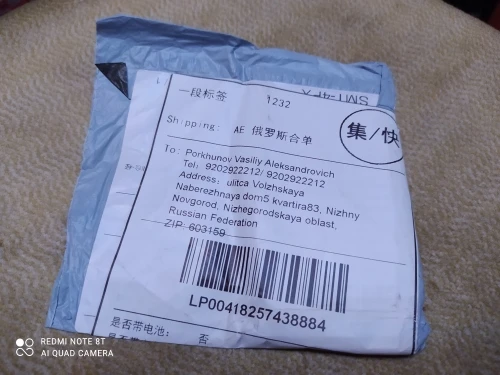 一段标签 1232
Shipping: AE 俄罗斯合单
集/快
To: Porkhunov Vasiliy Aleksandrovich
Tel: 9202922212/ 9202922212
Address: ulitca Volzhskaya
Naberezhnaya dom5 kvartira83, Nizhny
Novgorod, Nizhegorodskaya oblast,
Russian Federation
ZIP: 603159
LP00418257438884
是否带电池: 否
REDMI NOTE 8T
AI QUAD CAMERA